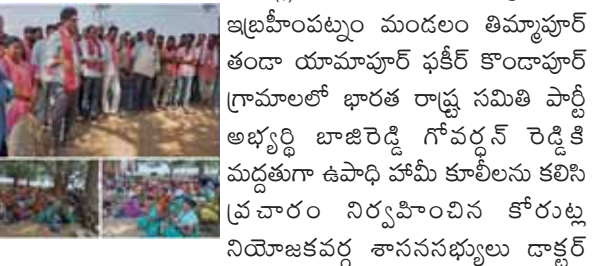 ఇబ్రహీంపట్నం మండలం తిమ్మాపూర్
తండా యామాపూర్ ఫకీర్ కొండాపూర్
గ్రామాలలో భారత రాష్ట్ర సమితి పార్టీ
అభ్యర్థి బాజిరెడ్డి గోవర్ధన్ రెడ్డికి
మద్దతుగా ఉపాధి హామీ కూలీలను కలిసి
ప్రచారం నిర్వహించిన కోరుట్ల
నియోజకవర్గ శాసనసభ్యులు డాక్టర్